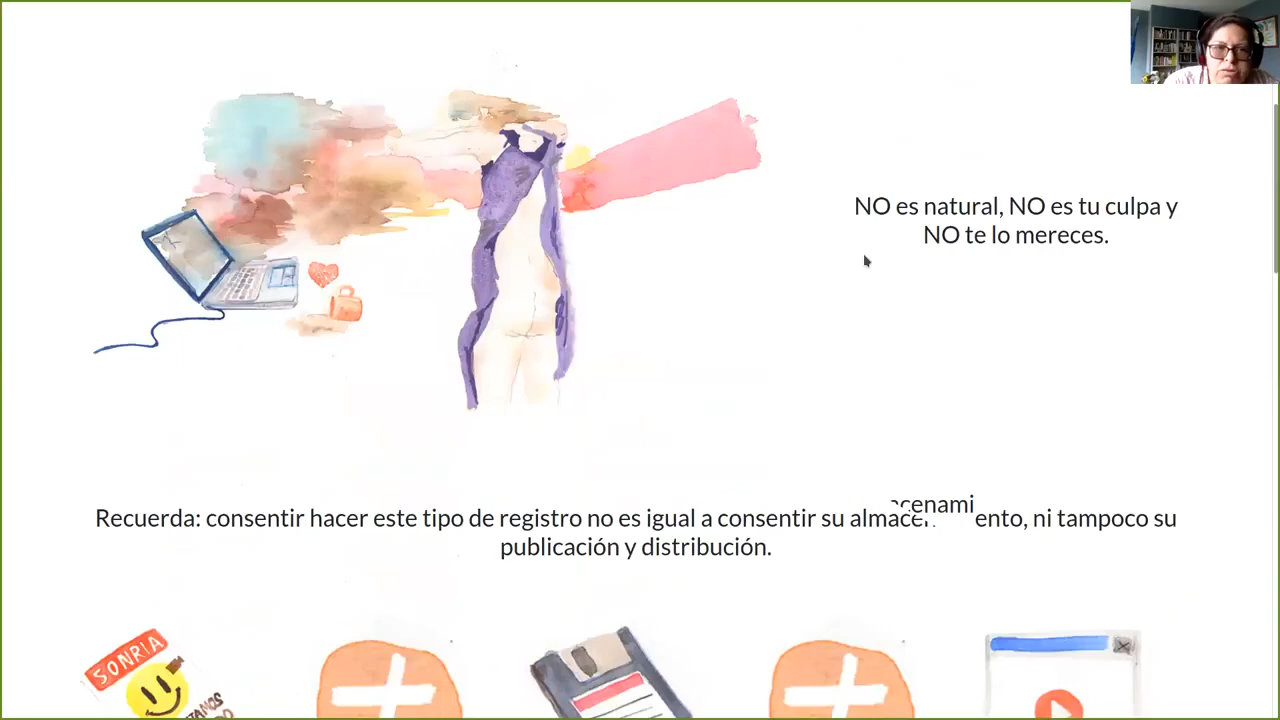 NO es natural, NO es tu culpa y
NO te lo mereces.
Recuerda: consentir hacer este tipo de registro no es igual a consentir su almacenamiento, ni tampoco su
publicación y distribución.
SONRIA